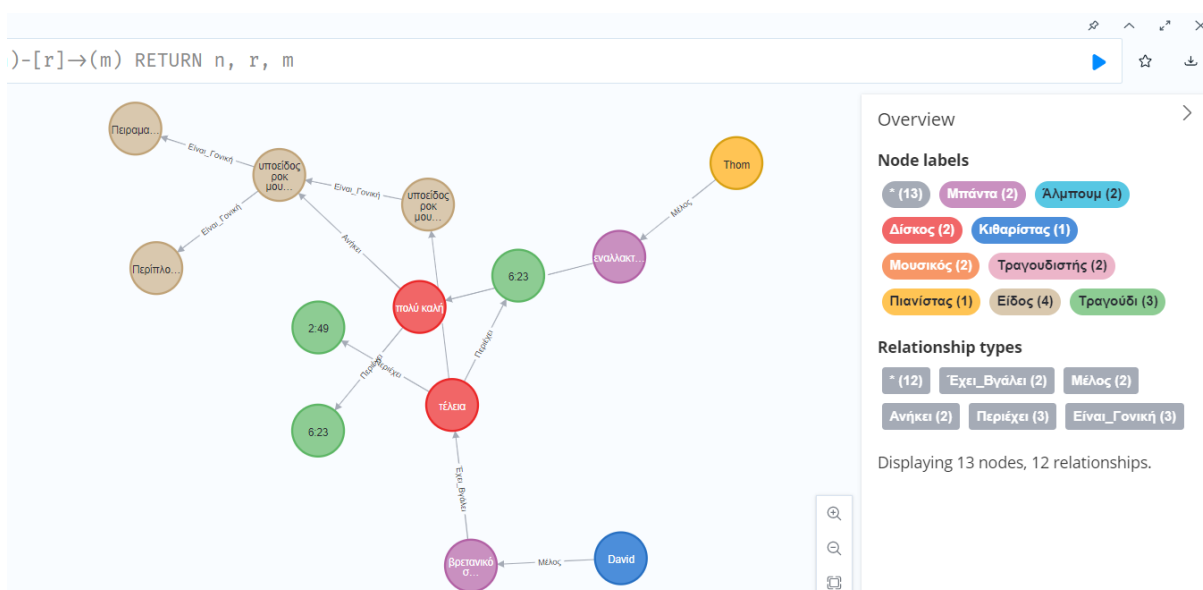 )-[r]→(m) RETURN n, r, m
Πειραμα...
Είναι_Γονική
υποείδος
ροκ
μου...
Είναι_Γονική
υποείδος
ροκ
μου...
Είναι_Γονική
Περίπλο...
Ανήκει
Thom
Μέλος
εναλλακτ...
6:23
πολύ καλή
2:49
Περιέχει
Περιέχει
Περιέχει
6:23
τέλεια
Έχει_Βγάλει
βρετανικό
σ...
Μέλος
David
Overview
Node labels
* (13) Μπάντα (2) Άλμπουμ (2)
Δίσκος (2) Κιθαρίστας (1)
Μουσικός (2) Τραγουδιστής (2)
Πιανίστας (1) Είδος (4) Τραγούδι (3)
Relationship types
* (12) Έχει_Βγάλει (2) Μέλος (2)
Ανήκει (2) Περιέχει (3) Είναι_Γονική (3)
Displaying 13 nodes, 12 relationships.